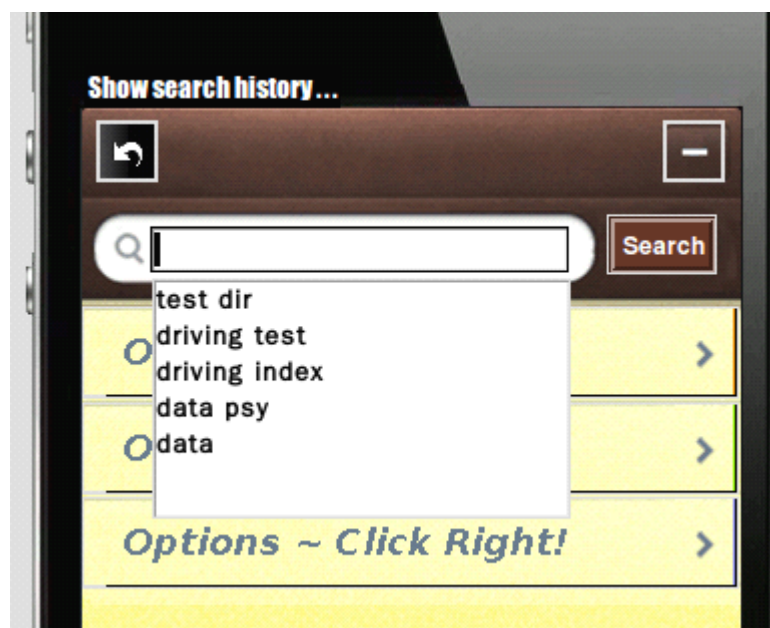 Show search history...
Search
test dir
driving test
driving index
data psy
data
O
O
Options ~ Click Right!